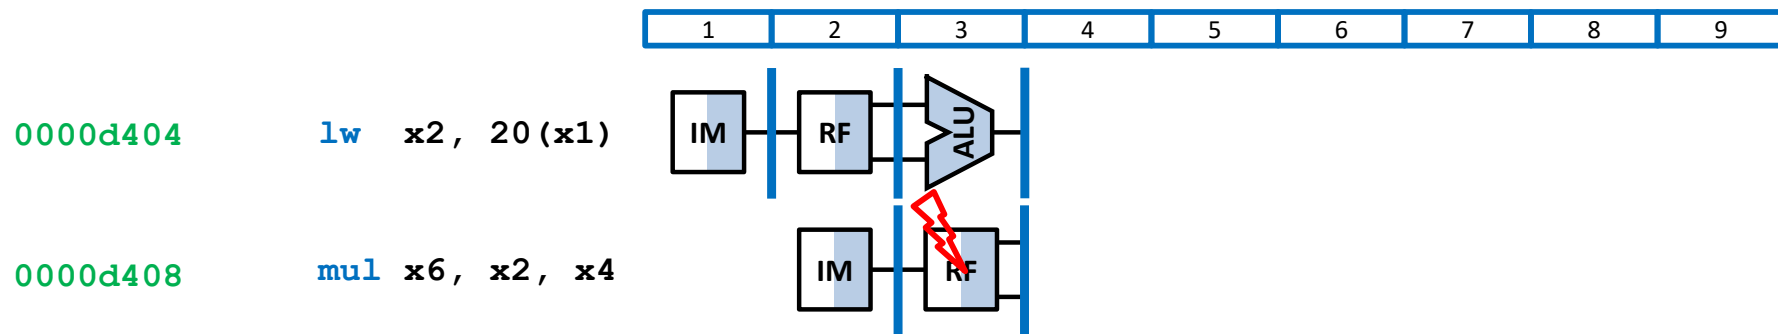 1 2 3 4 5 6 7 8 9
0000d404 lw x2, 20(x1) IM RF ALU
0000d408 mul x6, x2, x4 IM RF